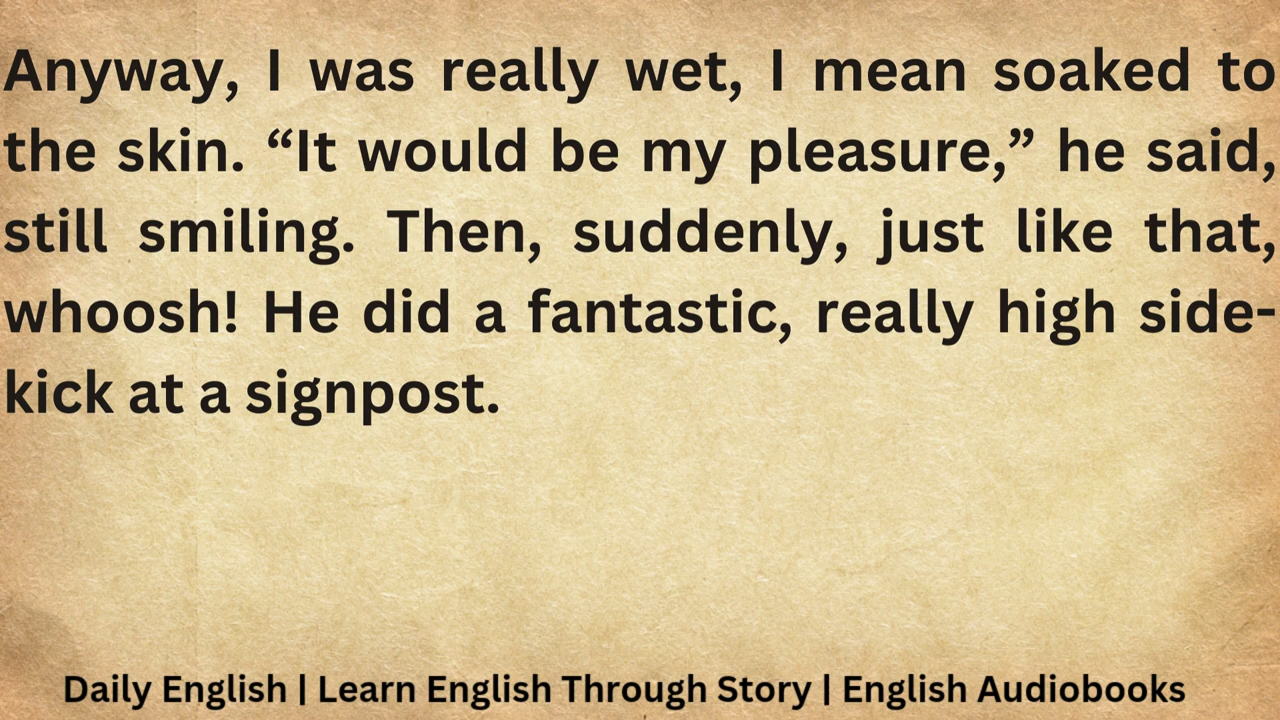 Anyway, I was really wet, I mean soaked to
the skin. “It would be my pleasure,” he said,
still smiling. Then, suddenly, just like that,
whoosh! He did a fantastic, really high side-
kick at a signpost.
Daily English | Learn English Through Story | English Audiobooks